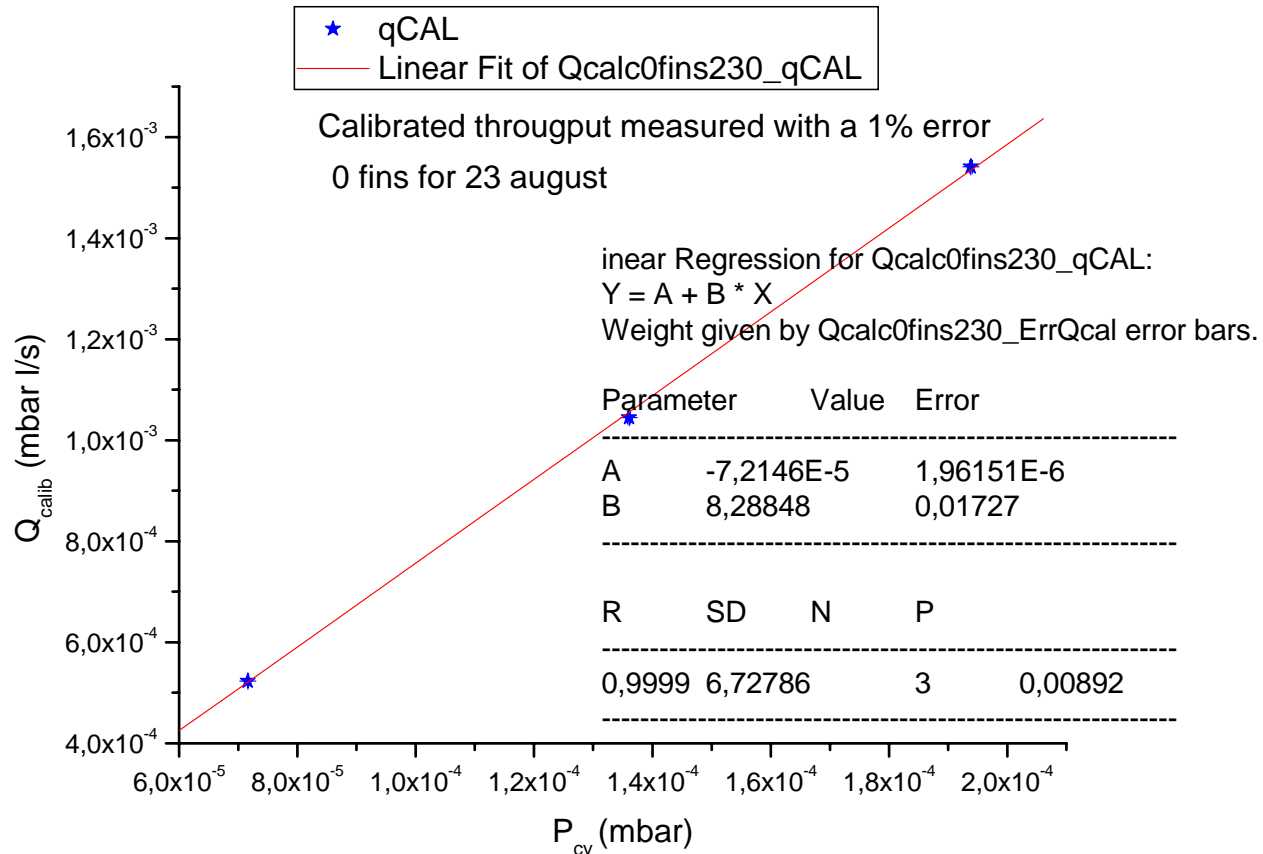 qCAL
Linear Fit of Qcalc0fins230_qCAL
Calibrated througput measured with a 1% error
0 fins for 23 august
inear Regression for Qcalc0fins230_qCAL:
Y = A + B * X
Weight given by Qcalc0fins230_ErrQcal error bars.
Parameter Value Error
------------------------------------------------------------
A -7,2146E-5 1,96151E-6
B 8,28848 0,01727
------------------------------------------------------------
R SD N P
------------------------------------------------------------
0,9999 6,72786 3 0,00892
------------------------------------------------------------
Q_calib (mbar l/s)
1,6x10^-3
1,4x10^-3
1,2x10^-3
1,0x10^-3
8,0x10^-4
6,0x10^-4
4,0x10^-4
6,0x10^-5 8,0x10^-5 1,0x10^-4 1,2x10^-4 1,4x10^-4 1,6x10^-4 1,8x10^-4 2,0x10^-4
P_cv (mbar)